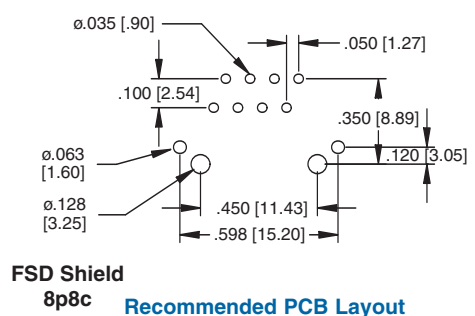 ø.035 [.90]
.050 [1.27]
.100 [2.54]
.350 [8.89]
.120 [3.05]
ø.063
[1.60]
ø.128
[3.25]
.450 [11.43]
.598 [15.20]
FSD Shield
8p8c
Recommended PCB Layout